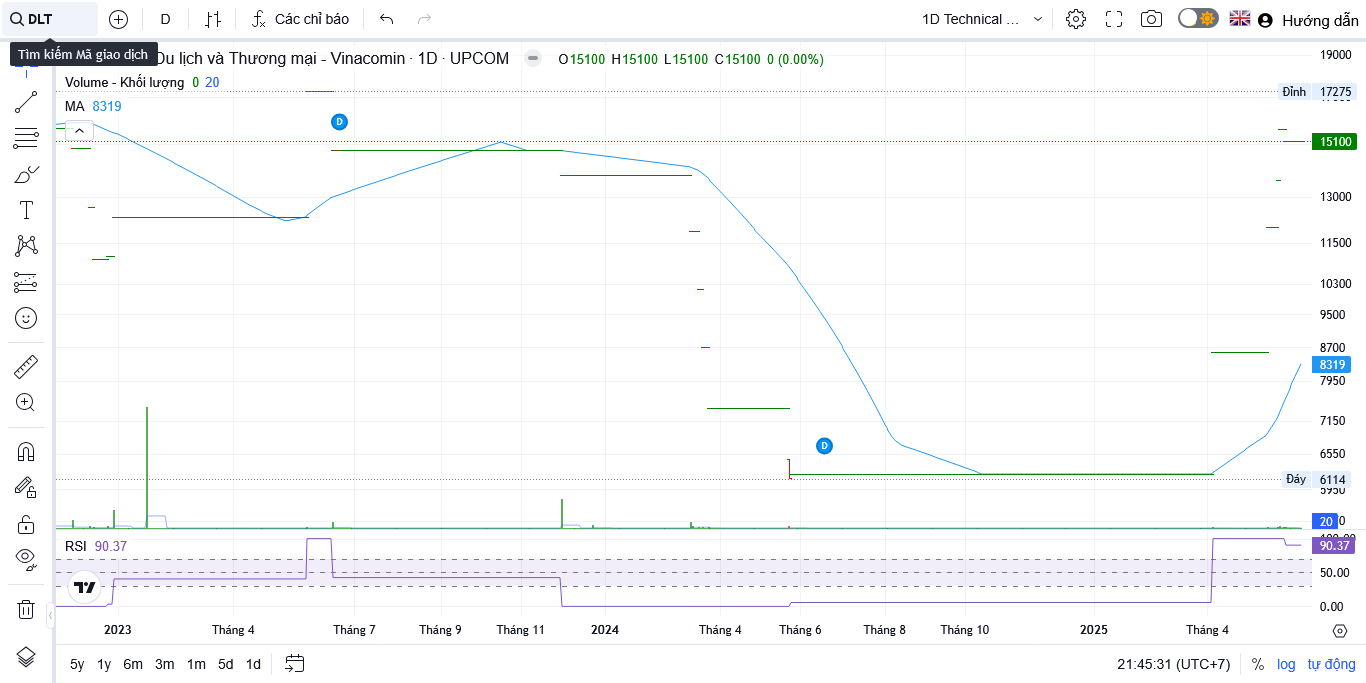 DLT
D
Các chỉ báo
1D Technical ...
Hướng dẫn
Tìm kiếm Mã giao dịch
Du lịch và Thương mại - Vinacomin · 1D · UPCOM
O15100 H15100 L15100 C15100 0 (0.00%)
Volume - Khối lượng 0 20
MA 8319
D
D
19000
Đỉnh 17275
15100
13000
11500
10300
9500
8700
8319
7950
7150
6550
Đáy 6114
5950
20
RSI 90.37
90.37
50.00
0.00
2023
Tháng 4
Tháng 7
Tháng 9
Tháng 11
2024
Tháng 4
Tháng 6
Tháng 8
Tháng 10
2025
Tháng 4
5y 1y 6m 3m 1m 5d 1d
21:45:31 (UTC+7)
% log tự động